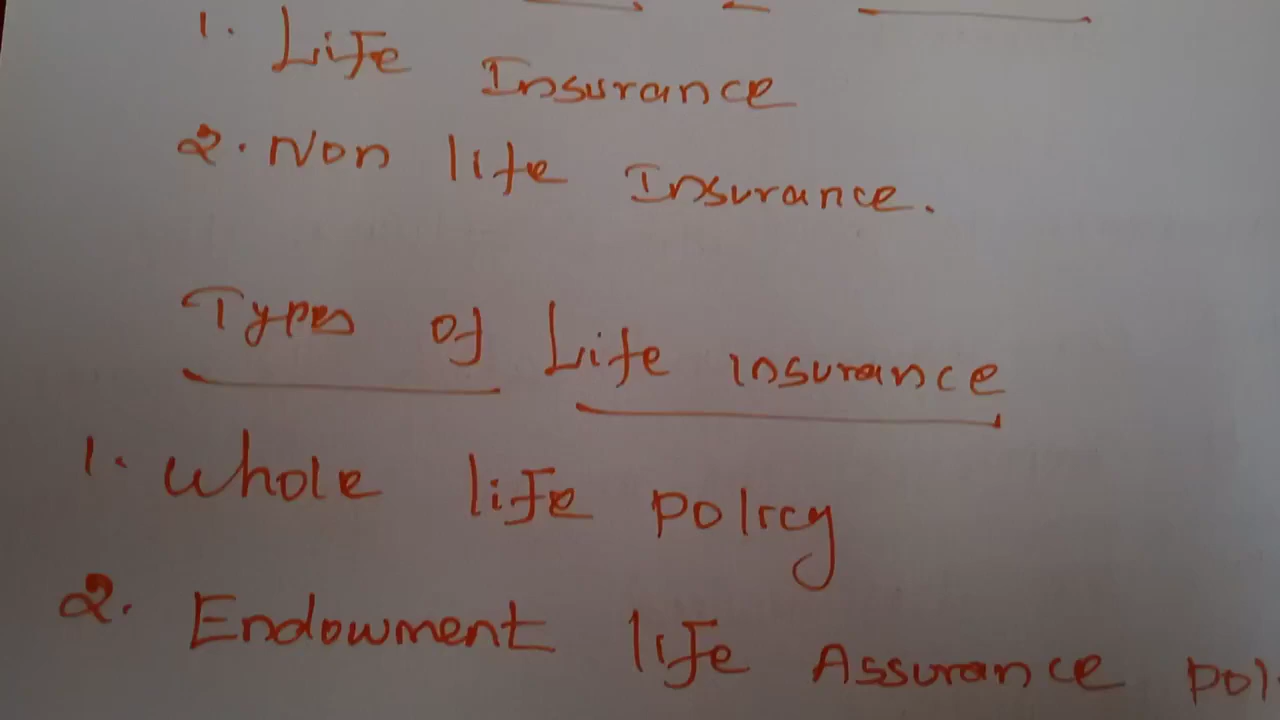 1. Life Insurance
2. Non life Insurance.
Types of Life insurance
1. Whole life policy
2. Endowment life Assurance pol